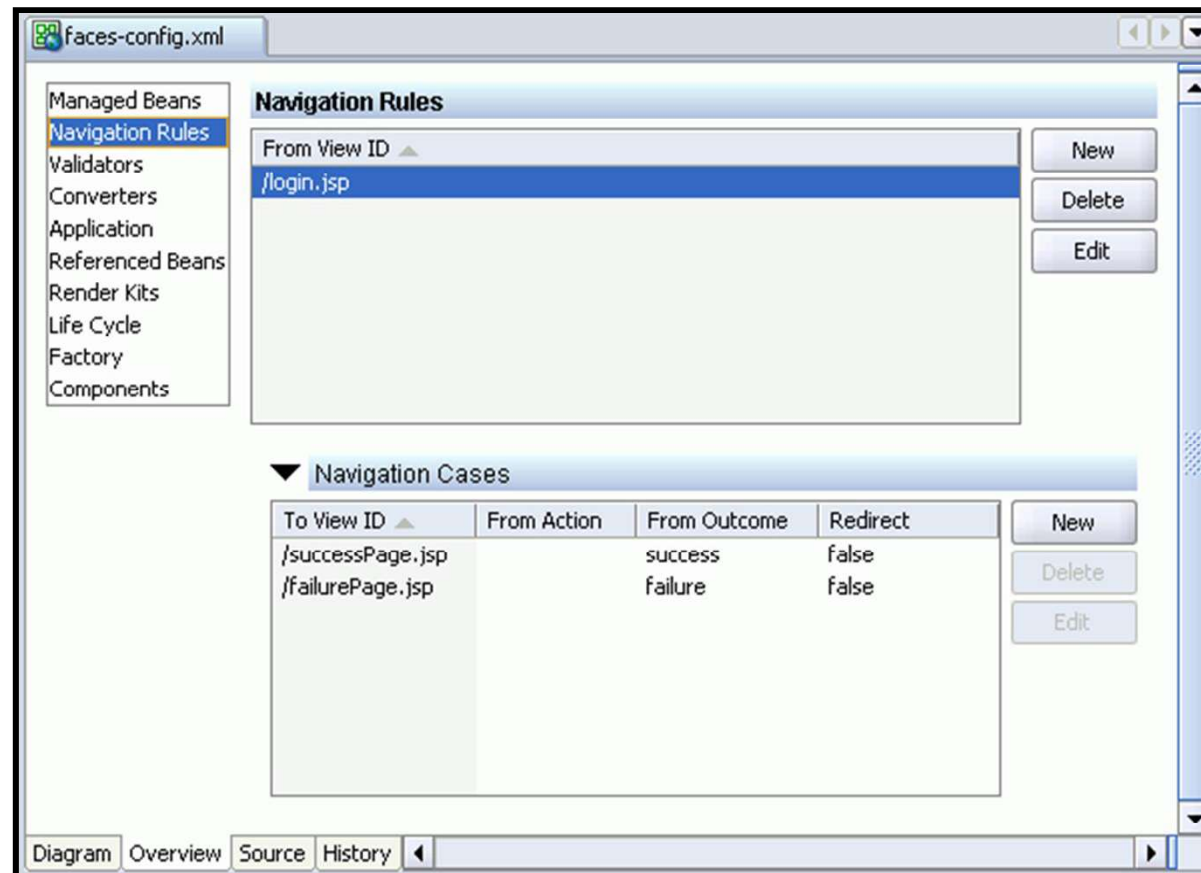 faces-config.xml
Managed Beans
Navigation Rules
Validators
Converters
Application
Referenced Beans
Render Kits
Life Cycle
Factory
Components
Navigation Rules
From View ID
/login.jsp
New
Delete
Edit
Navigation Cases
To View ID From Action From Outcome Redirect
/successPage.jsp success false
/failurePage.jsp failure false
New
Delete
Edit
Diagram Overview Source History